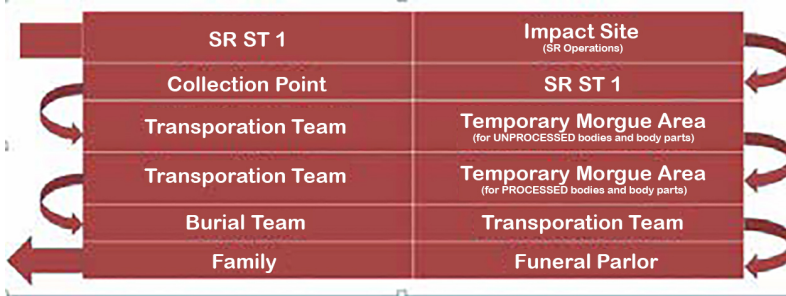 SR ST 1
Impact Site
(SR Operations)
Collection Point
SR ST 1
Transporation Team
Temporary Morgue Area
(for UNPROCESSED bodies and body parts)
Transporation Team
Temporary Morgue Area
(for PROCESSED bodies and body parts)
Burial Team
Transporation Team
Family
Funeral Parlor